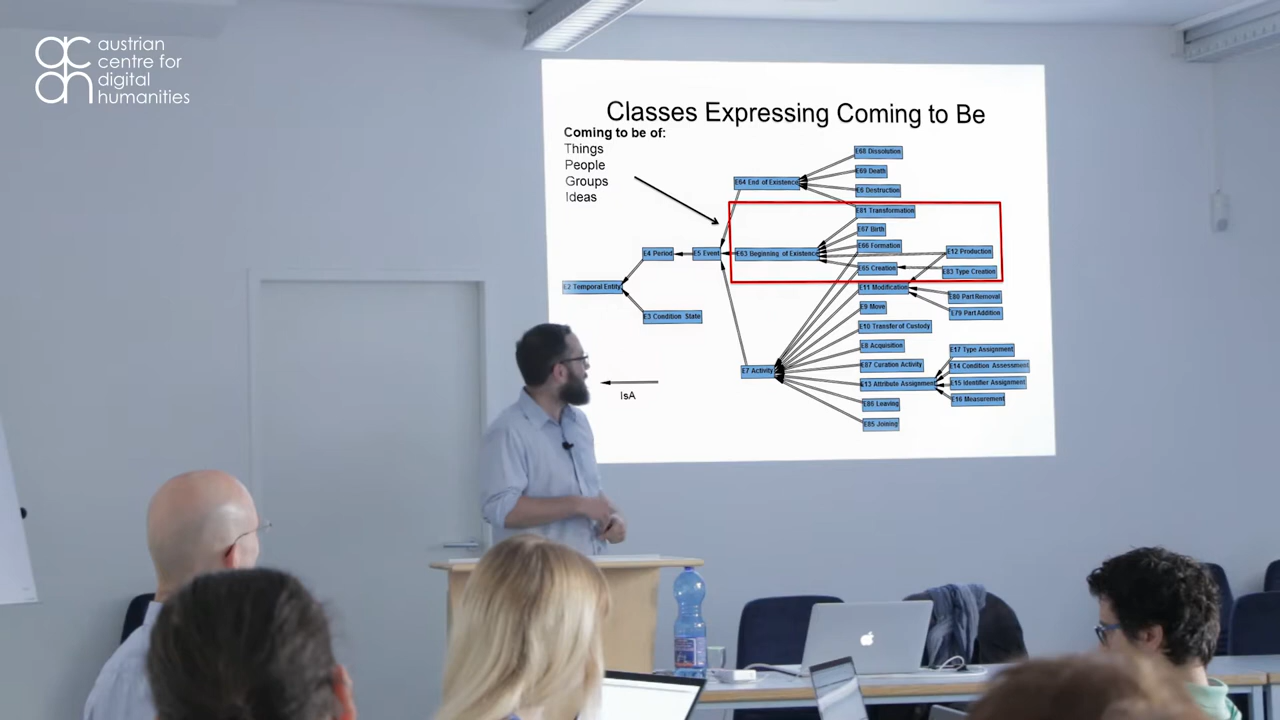 austrian
centre for
digital
humanities
Classes Expressing Coming to Be
Coming to be of:
Things
People
Groups
Ideas
E68 Dissolution
E69 Death
E64 End of Existence
E6 Destruction
E81 Transformation
E67 Birth
E66 Formation
E4 Period
E5 Event
E63 Beginning of Existence
E12 Production
E65 Creation
E83 Type Creation
E2 Temporal Entity
E11 Modification
E80 Part Removal
E9 Move
E79 Part Addition
E3 Condition State
E10 Transfer of Custody
E8 Acquisition
E17 Type Assignment
E87 Curation Activity
E14 Condition Assessment
E7 Activity
E13 Attribute Assignment
E15 Identifier Assignment
IsA
E16 Measurement
E86 Leaving
E85 Joining